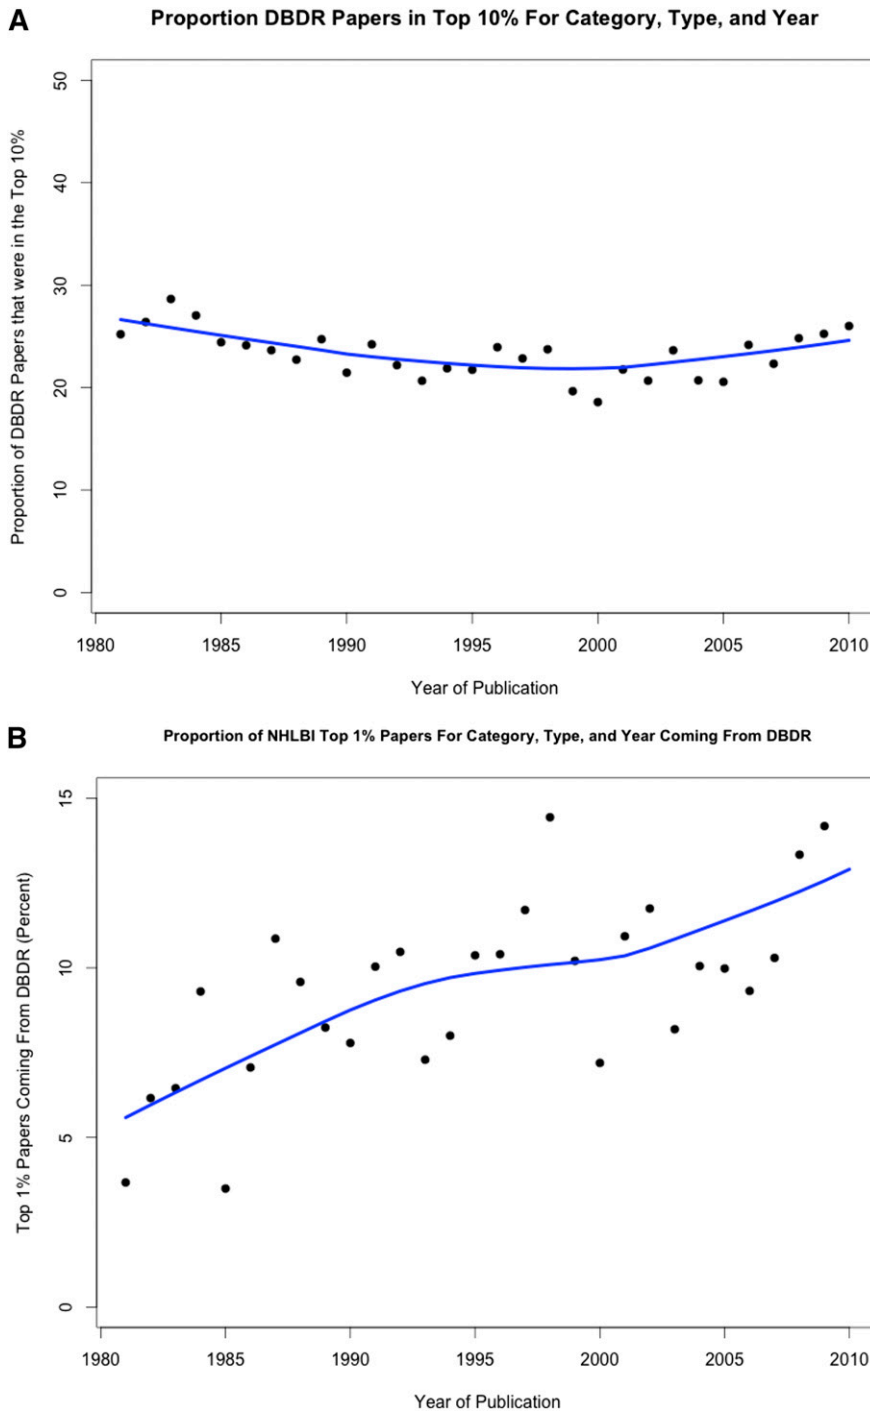 A
Proportion DBDR Papers in Top 10% For Category, Type, and Year
Proportion of DBDR Papers that were in the Top 10%
50
40
30
20
10
0
1980 1985 1990 1995 2000 2005 2010
Year of Publication
B
Proportion of NHLBI Top 1% Papers For Category, Type, and Year Coming From DBDR
Top 1% Papers Coming From DBDR (Percent)
15
10
5
0
1980 1985 1990 1995 2000 2005 2010
Year of Publication